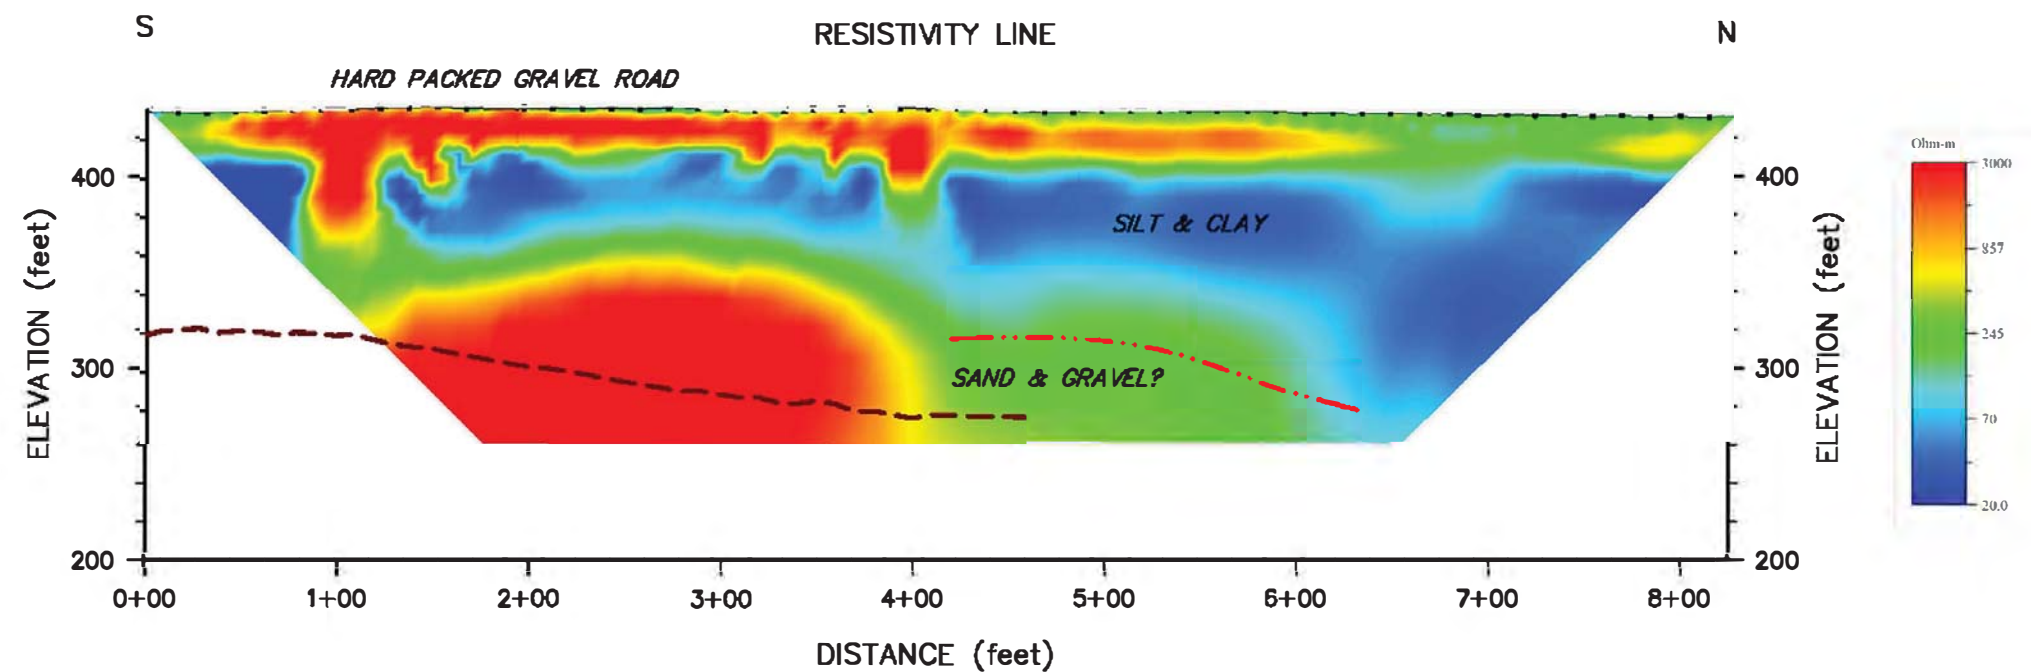 S
RESISTIVITY LINE
N
HARD PACKED GRAVEL ROAD
Ohm-m
3000
857
245
70
20.0
400
300
200
ELEVATION (feet)
SILT & CLAY
SAND & GRAVEL?
400
300
200
ELEVATION (feet)
0+00 1+00 2+00 3+00 4+00 5+00 6+00 7+00 8+00
DISTANCE (feet)